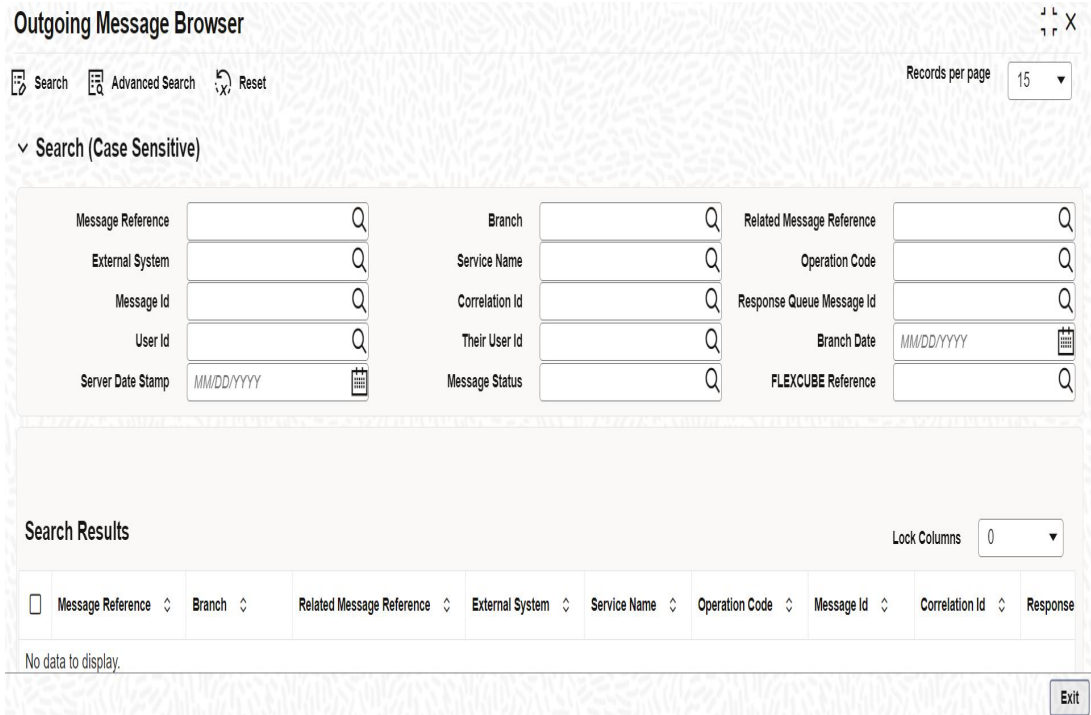 Outgoing Message Browser
Search Advanced Search Reset Records per page 15
Search (Case Sensitive)
Message Reference Branch Related Message Reference
External System Service Name Operation Code
Message Id Correlation Id Response Queue Message Id
User Id Their User Id Branch Date MM/DD/YYYY
Server Date Stamp MM/DD/YYYY Message Status FLEXCUBE Reference
Search Results Lock Columns 0
Message Reference Branch Related Message Reference External System Service Name Operation Code Message Id Correlation Id Response
No data to display.
Exit